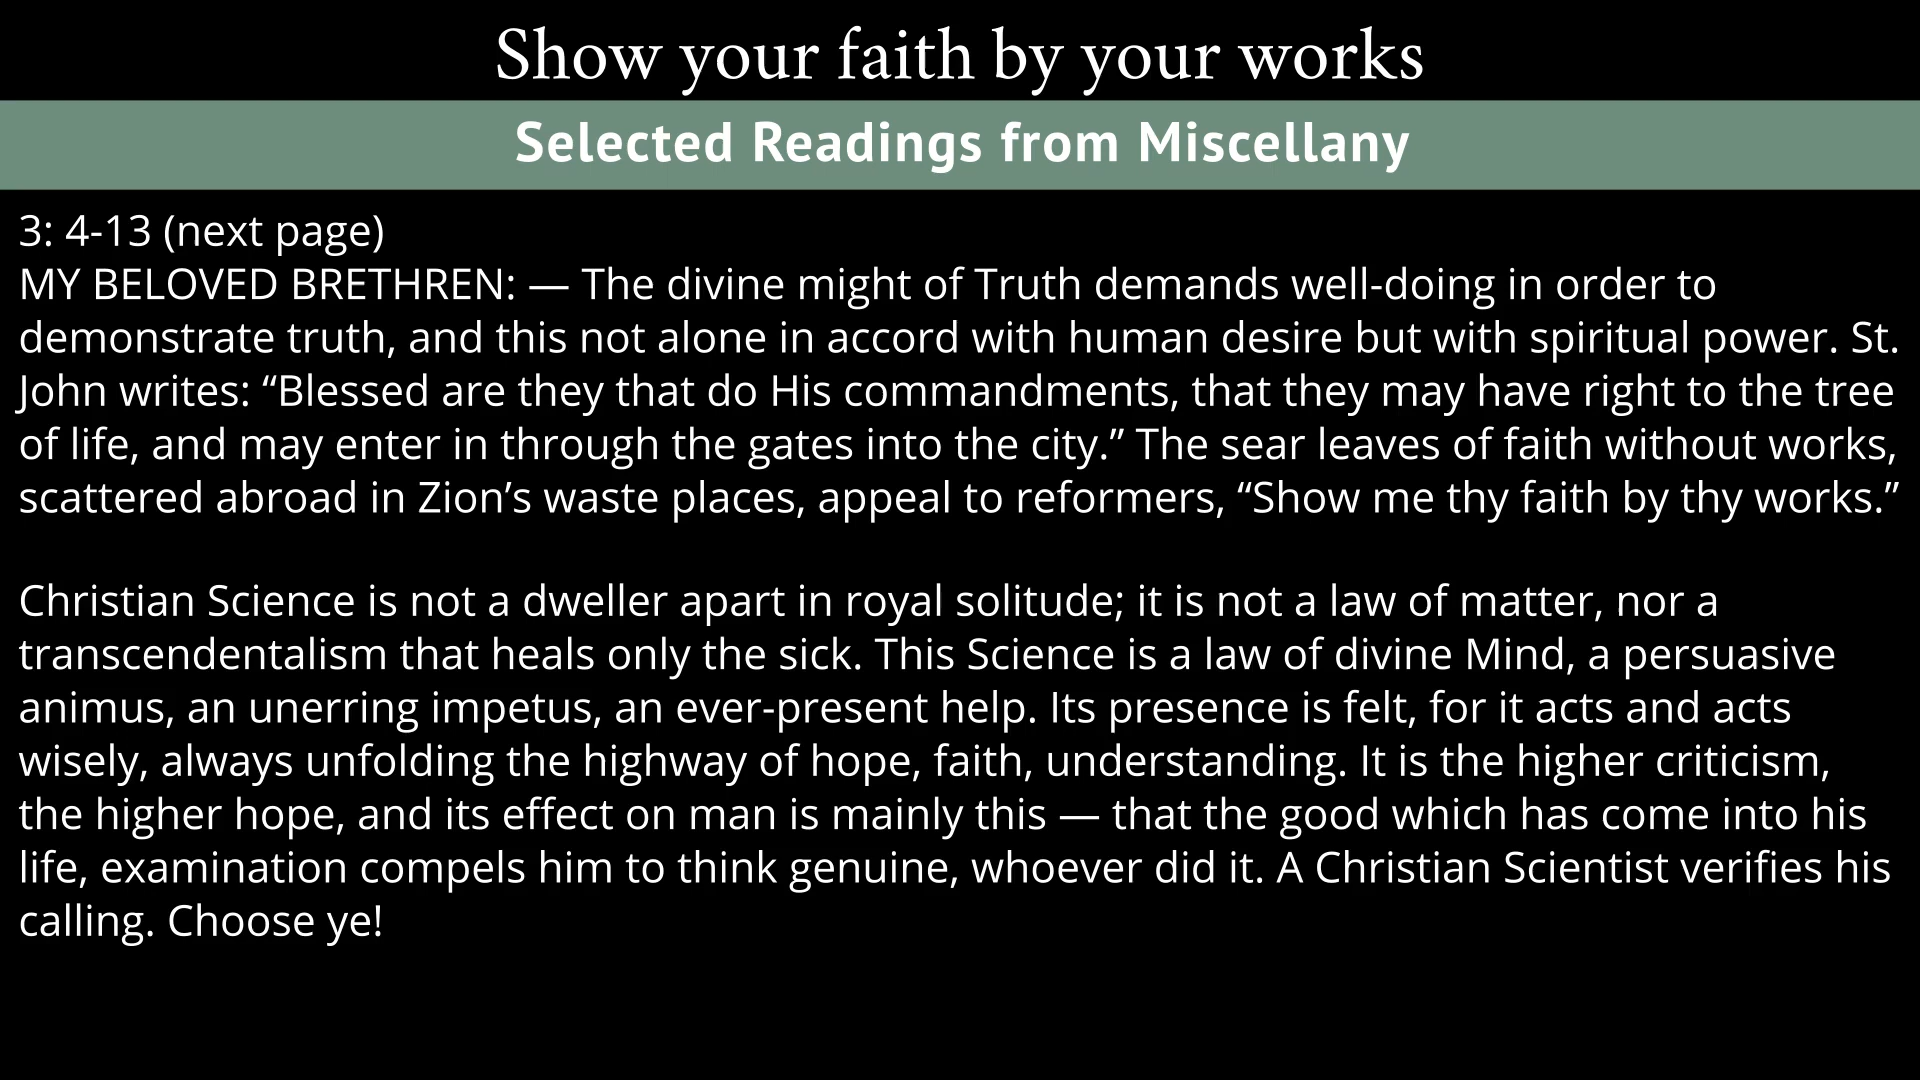 Show your faith by your works
Selected Readings from Miscellany
3: 4-13 (next page)
MY BELOVED BRETHREN: — The divine might of Truth demands well-doing in order to
demonstrate truth, and this not alone in accord with human desire but with spiritual power. St.
John writes: “Blessed are they that do His commandments, that they may have right to the tree
of life, and may enter in through the gates into the city.” The sear leaves of faith without works,
scattered abroad in Zion’s waste places, appeal to reformers, “Show me thy faith by thy works.”
Christian Science is not a dweller apart in royal solitude; it is not a law of matter, nor a
transcendentalism that heals only the sick. This Science is a law of divine Mind, a persuasive
animus, an unerring impetus, an ever-present help. Its presence is felt, for it acts and acts
wisely, always unfolding the highway of hope, faith, understanding. It is the higher criticism,
the higher hope, and its effect on man is mainly this — that the good which has come into his
life, examination compels him to think genuine, whoever did it. A Christian Scientist verifies his
calling. Choose ye!